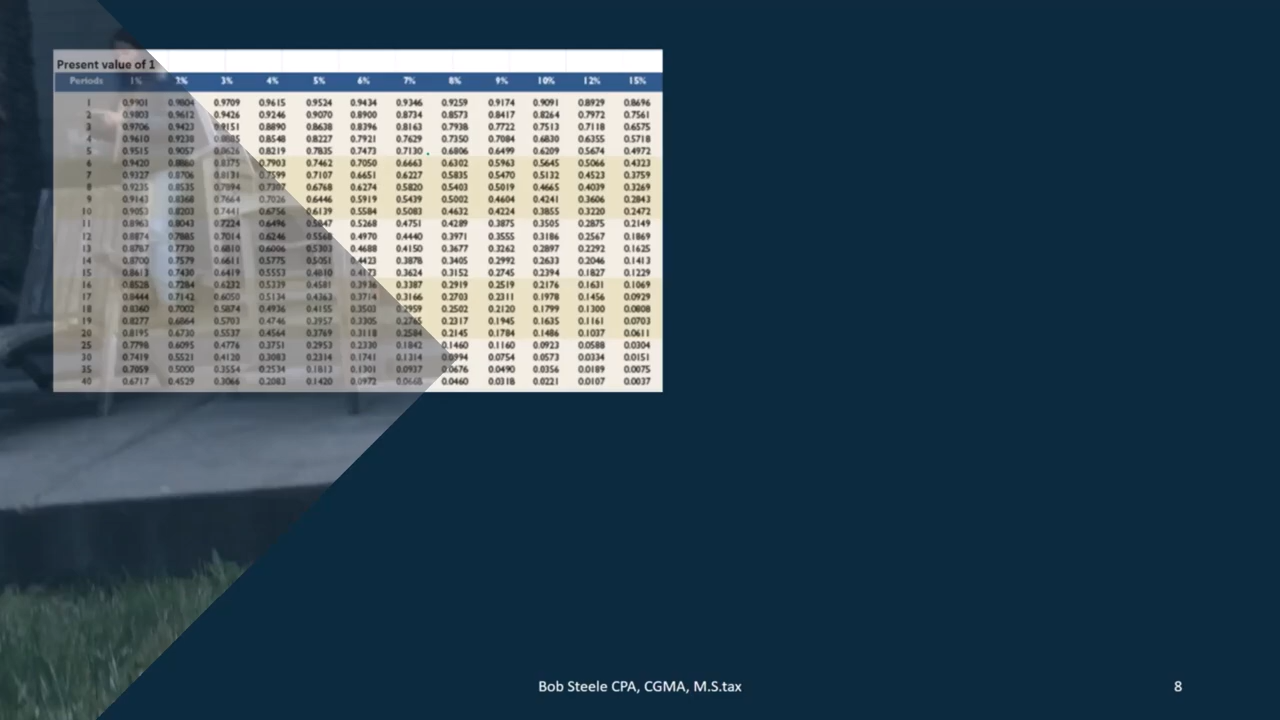 Present value of 1
Periods 1% 2% 3% 4% 5% 6% 7% 8% 9% 10% 12% 15%
1 0.9901 0.9804 0.9709 0.9615 0.9524 0.9434 0.9346 0.9259 0.9174 0.9091 0.8929 0.8696
2 0.9803 0.9612 0.9426 0.9246 0.9070 0.8900 0.8734 0.8573 0.8417 0.8264 0.7972 0.7561
3 0.9706 0.9423 0.9151 0.8890 0.8638 0.8396 0.8163 0.7938 0.7722 0.7513 0.7118 0.6575
4 0.9610 0.9238 0.8885 0.8548 0.8227 0.7921 0.7629 0.7350 0.7084 0.6830 0.6355 0.5718
5 0.9515 0.9057 0.8626 0.8219 0.7835 0.7473 0.7130 0.6806 0.6499 0.6209 0.5674 0.4972
6 0.9420 0.8880 0.8375 0.7903 0.7462 0.7050 0.6663 0.6302 0.5963 0.5645 0.5066 0.4323
7 0.9327 0.8706 0.8131 0.7599 0.7107 0.6651 0.6227 0.5835 0.5470 0.5132 0.4523 0.3759
8 0.9235 0.8535 0.7894 0.7307 0.6768 0.6274 0.5820 0.5403 0.5019 0.4665 0.4039 0.3269
9 0.9143 0.8368 0.7664 0.7026 0.6446 0.5919 0.5439 0.5002 0.4604 0.4241 0.3606 0.2843
10 0.9053 0.8203 0.7441 0.6756 0.6139 0.5584 0.5083 0.4632 0.4224 0.3855 0.3220 0.2472
11 0.8963 0.8043 0.7224 0.6496 0.5847 0.5268 0.4751 0.4289 0.3875 0.3505 0.2875 0.2149
12 0.8874 0.7885 0.7014 0.6246 0.5568 0.4970 0.4440 0.3971 0.3555 0.3186 0.2567 0.1869
13 0.8787 0.7730 0.6810 0.6006 0.5303 0.4688 0.4150 0.3677 0.3262 0.2897 0.2292 0.1625
14 0.8700 0.7579 0.6611 0.5775 0.5051 0.4423 0.3878 0.3405 0.2992 0.2633 0.2046 0.1413
15 0.8613 0.7430 0.6419 0.5553 0.4810 0.4173 0.3624 0.3152 0.2745 0.2394 0.1827 0.1229
16 0.8528 0.7284 0.6232 0.5339 0.4581 0.3936 0.3387 0.2919 0.2519 0.2176 0.1631 0.1069
17 0.8444 0.7142 0.6050 0.5134 0.4363 0.3714 0.3166 0.2703 0.2311 0.1978 0.1456 0.0929
18 0.8360 0.7002 0.5874 0.4936 0.4155 0.3503 0.2959 0.2502 0.2120 0.1799 0.1300 0.0808
19 0.8277 0.6864 0.5703 0.4746 0.3957 0.3305 0.2765 0.2317 0.1945 0.1635 0.1161 0.0703
20 0.8195 0.6730 0.5537 0.4564 0.3769 0.3118 0.2584 0.2145 0.1784 0.1486 0.1037 0.0611
25 0.7798 0.6095 0.4776 0.3751 0.2953 0.2330 0.1842 0.1460 0.1160 0.0923 0.0588 0.0304
30 0.7419 0.5521 0.4120 0.3083 0.2314 0.1741 0.1314 0.0994 0.0754 0.0573 0.0334 0.0151
35 0.7059 0.5000 0.3554 0.2534 0.1813 0.1301 0.0937 0.0676 0.0490 0.0356 0.0189 0.0075
40 0.6717 0.4529 0.3066 0.2083 0.1420 0.0972 0.0668 0.0460 0.0318 0.0221 0.0107 0.0037
Bob Steele CPA, CGMA, M.S.tax
8